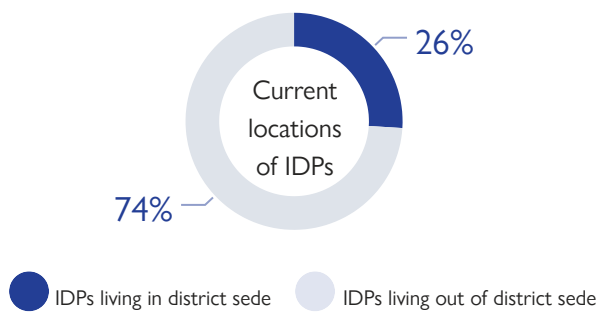 26%
Current
locations
of IDPs
74%
IDPs living in district sede
IDPs living out of district sede